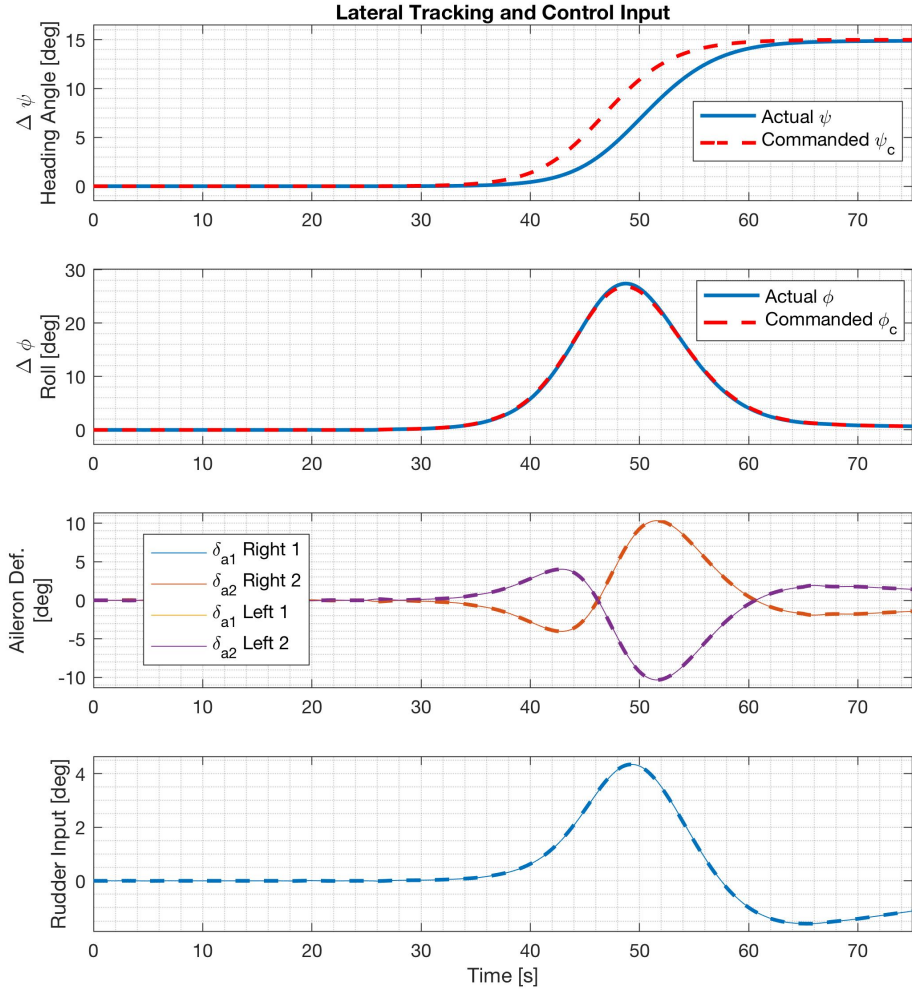 Lateral Tracking and Control Input
Δ ψ
Heading Angle [deg]
15
10
5
0
Actual ψ
Commanded ψc
0 10 20 30 40 50 60 70
Δ ϕ
Roll [deg]
30
20
10
0
Actual ϕ
Commanded ϕc
0 10 20 30 40 50 60 70
Aileron Def.
[deg]
10
5
0
-5
-10
δa1 Right 1
δa2 Right 2
δa1 Left 1
δa2 Left 2
0 10 20 30 40 50 60 70
Rudder Input [deg]
4
2
0
0 10 20 30 40 50 60 70
Time [s]